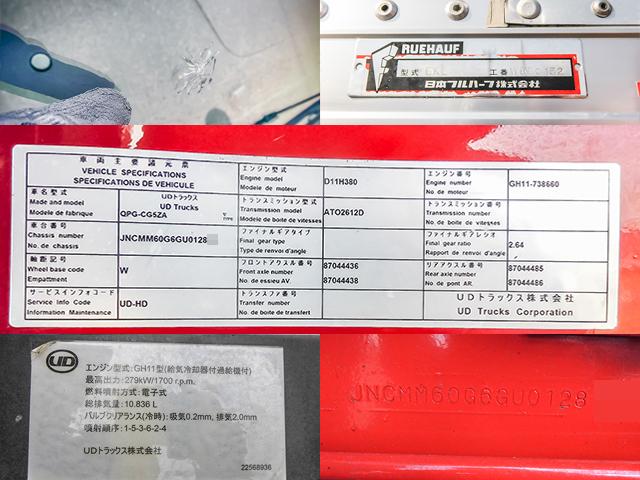 RUEHAUF
型式
工番
日本フルハーフ株式会社
車両主要諸元表
VEHICLE SPECIFICATIONS
SPECIFICATIONS DE VEHICULE
車名型式 UDトラックス
Made and model UD Trucks
Modele de fabrique QPG-CG5ZA
車台番号
Chassis number JNCMM60G6GU0128
No. de chassis
軸距記号
Wheel base code W
Empattment
サービスインフォコード
Service Info Code UD-HD
Information Maintenance
エンジン型式
Engine model D11H380
Modele de moteur
トランスミッション型式
Transmission model ATO2612D
Modele de boite de vitesses
ファイナルギアタイプ
Final gear type
Type de renvoi d'angle
フロントアクスル番号 87044436
Front axle number
No. de essieu AV. 87044438
トランスファ番号
Transfer number
No. de boite de transfert
エンジン番号
Engine number GH11-738660
No. de moteur
トランスミッション番号
Transmission number
No. de boite de vitesses
ファイナルギアレシオ
Final gear ratio 2.64
Rapport de renvoi d'angle
リアアクスル番号 87044485
Rear axle number
No. de pont AR. 87044486
UDトラックス株式会社
UD Trucks Corporation
UD
エンジン型式:GH11型(給気冷却器付過給機付)
最高出力:279kW/1700 r.p.m.
燃料噴射方式:電子式
総排気量:10.836 L
バルブクリアランス(冷時):吸気0.2mm, 排気2.0mm
噴射順序:1-5-3-6-2-4
UDトラックス株式会社
22568936
JNCMM60G6GU0128